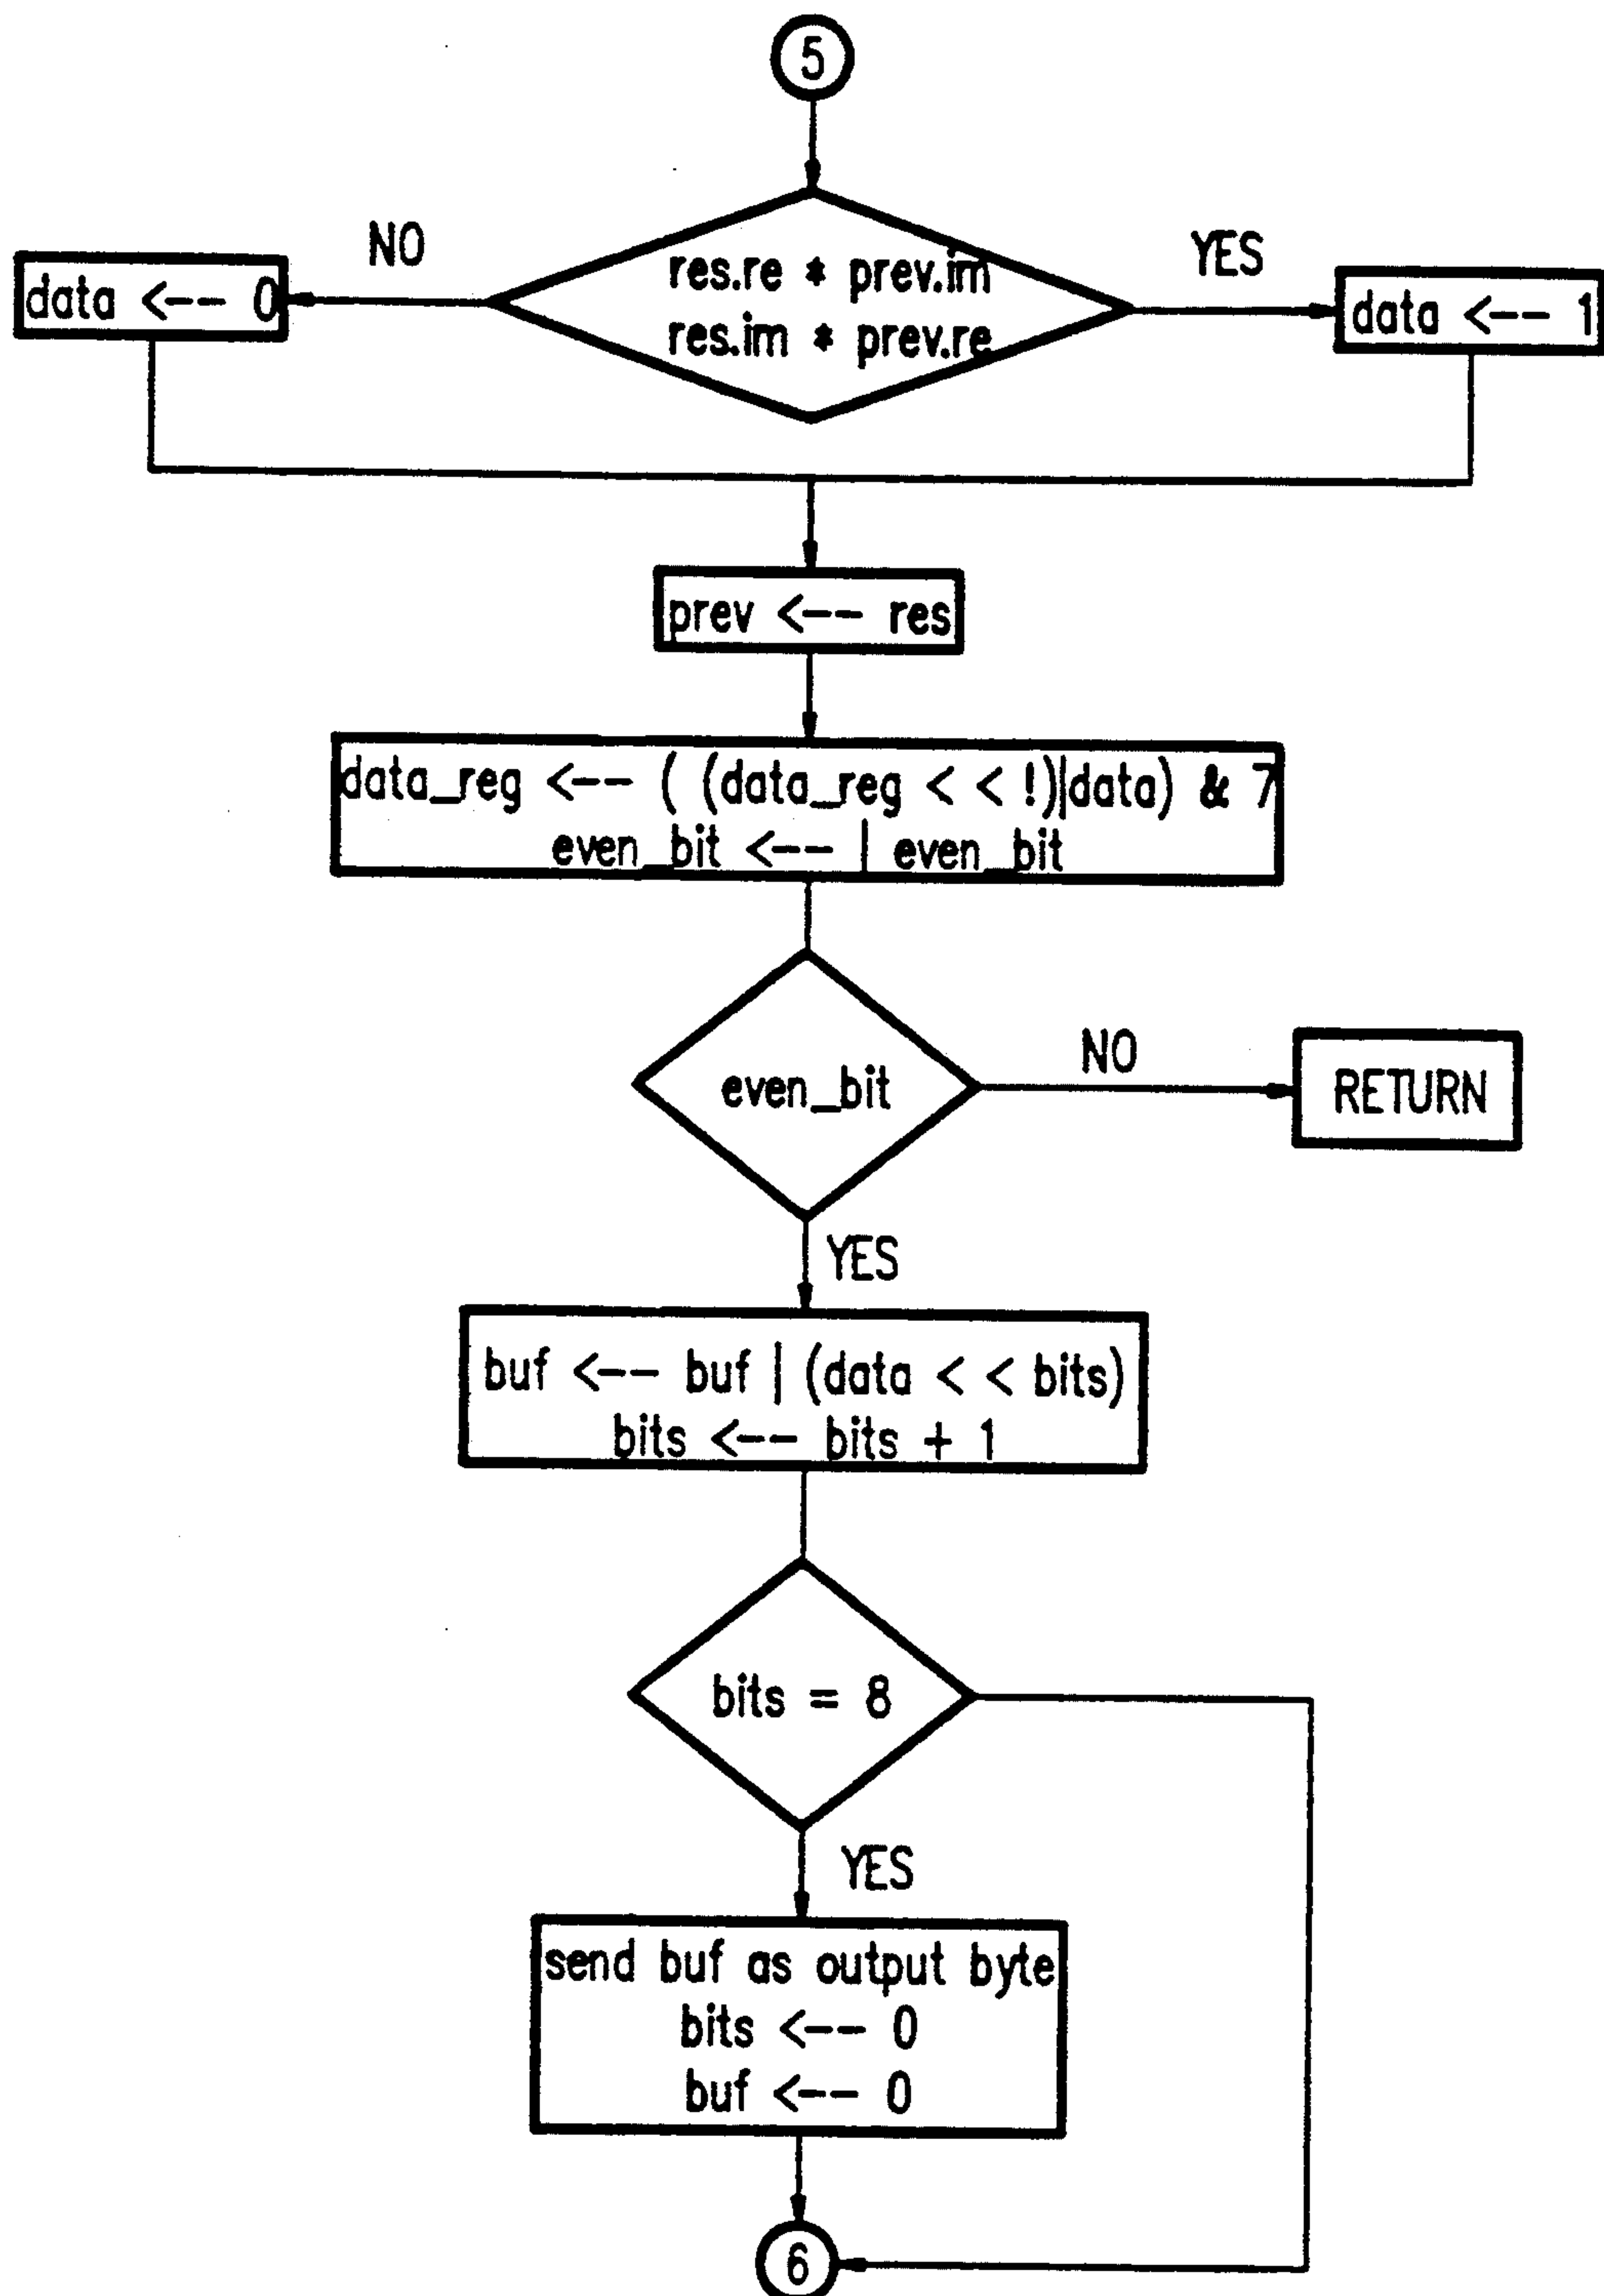 5
NO
YES
res.re * prev.im
res.im * prev.re
data <-- 0
data <-- 1
prev <-- res
data_reg <-- ( (data_reg < < !)|data) & 7
even_bit <-- | even_bit
even_bit
NO
RETURN
YES
buf <-- buf | (data < < bits)
bits <-- bits + 1
bits = 8
YES
send buf as output byte
bits <-- 0
buf <-- 0
6